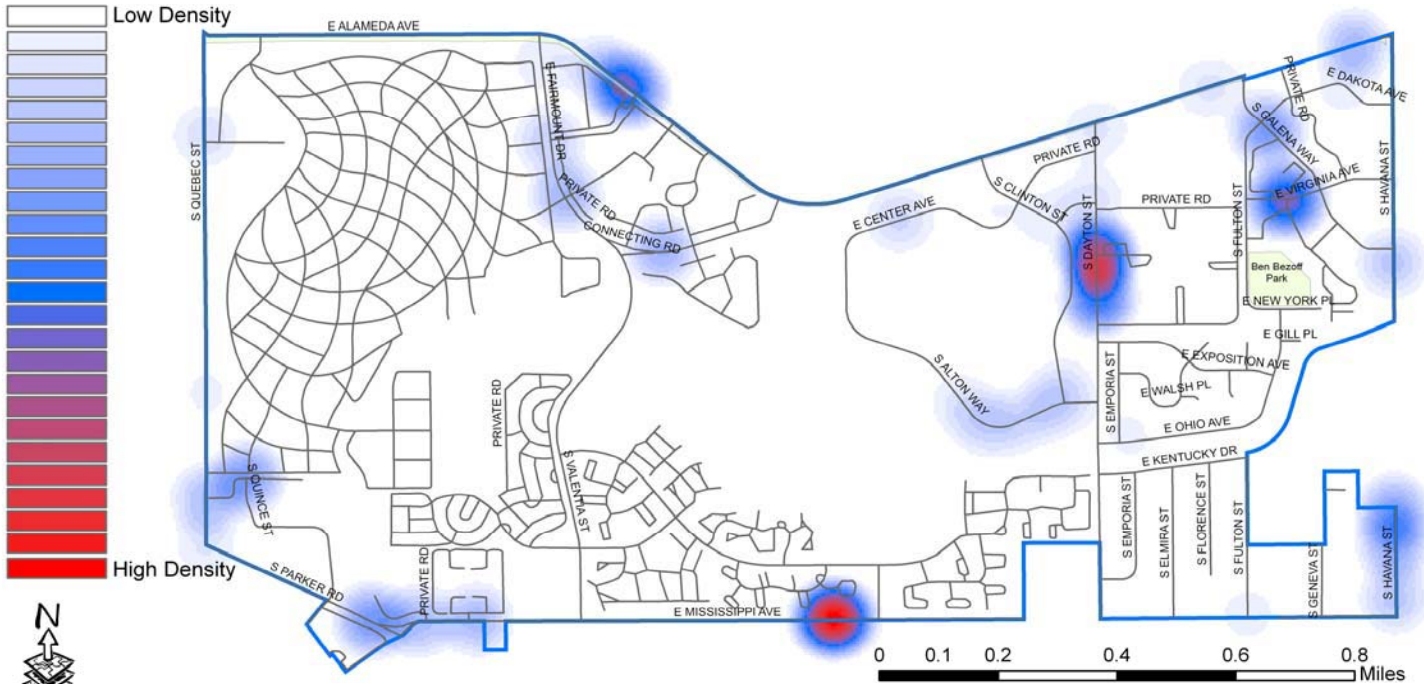 Low Density
High Density
N
E ALAMEDA AVE
E FAIRMOUNT DR
S QUEBEC ST
PRIVATE RD
CONNECTING RD
E CENTER AVE
S CLINTON ST
PRIVATE RD
S DAYTON ST
PRIVATE RD
S FULTON ST
S GALENA WAY
PRIVATE RD
E DAKOTA AVE
E VIRGINIA AVE
S HAVANA ST
Ben Bezoff
Park
E NEW YORK PL
E GILL PL
E EXPOSITION AVE
E WALSH PL
S EMPORIA ST
E OHIO AVE
E KENTUCKY DR
S ALTON WAY
PRIVATE RD
S VALENTIA ST
S QUINCE ST
S PARKER RD
PRIVATE RD
E MISSISSIPPI AVE
S EMPORIA ST
S ELMIRA ST
S FLORENCE ST
S FULTON ST
S GENEVA ST
S HAVANA ST
0 0.1 0.2 0.4 0.6 0.8
Miles